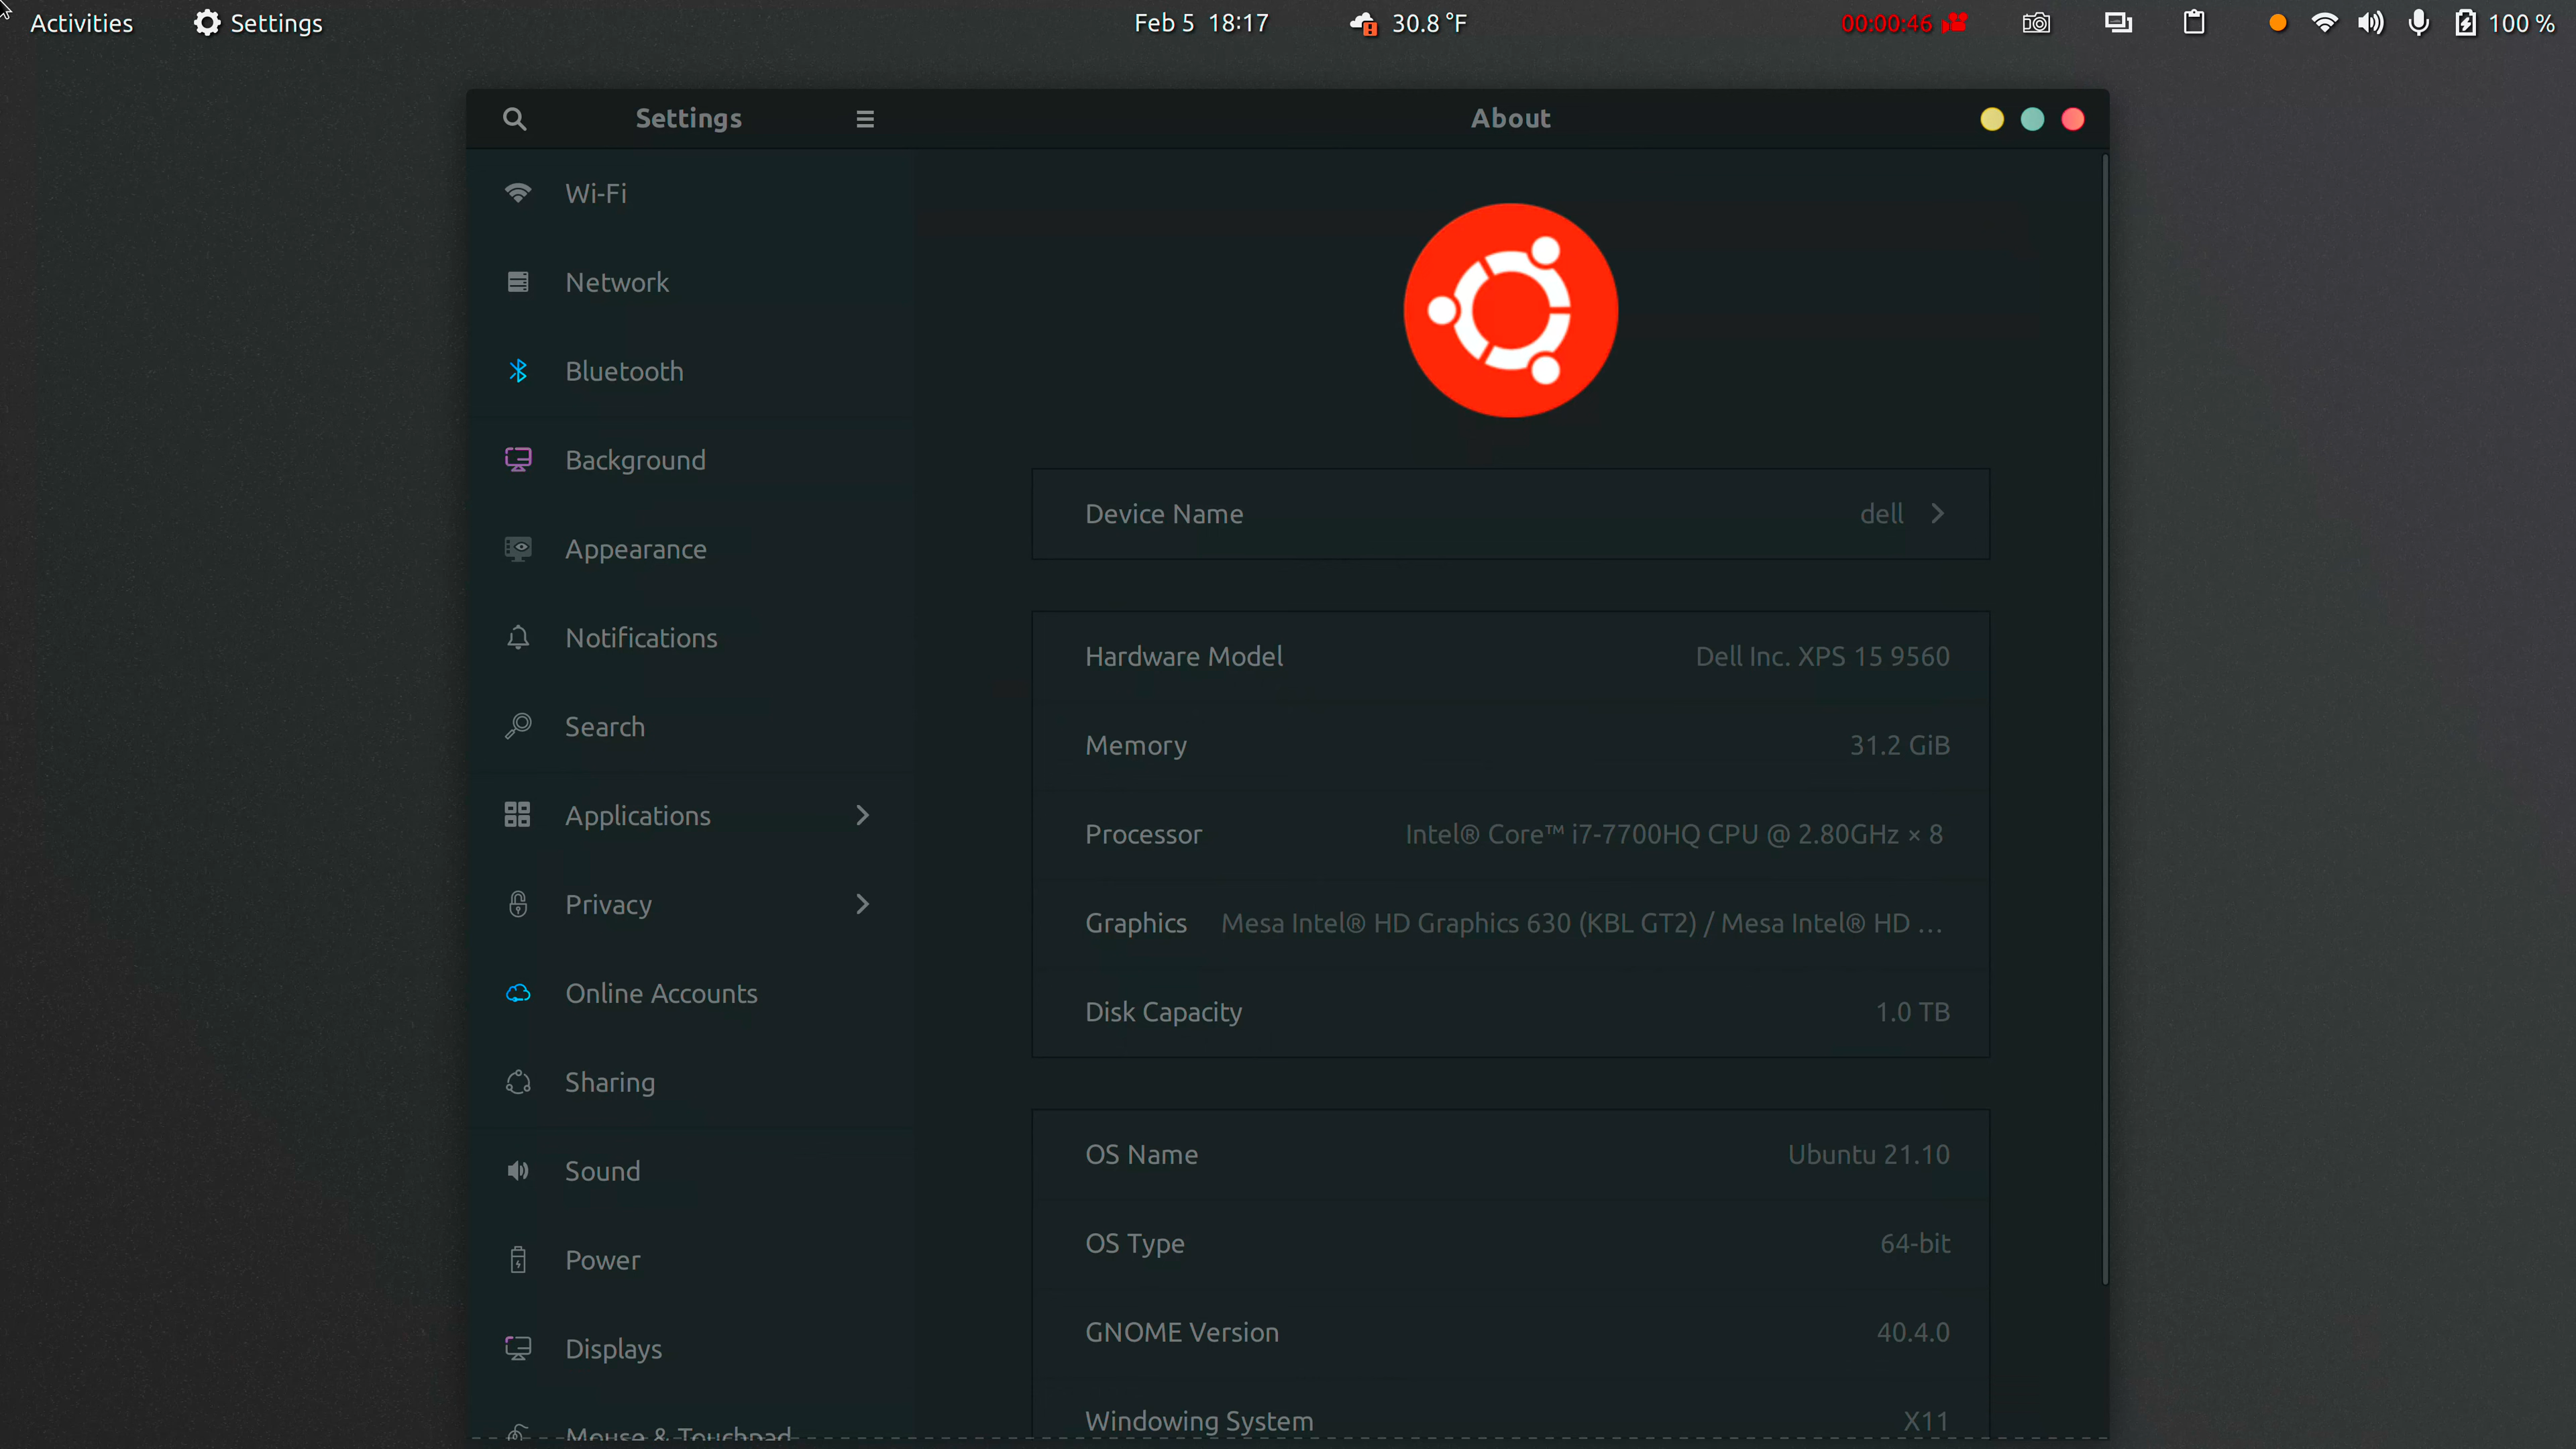 Activities Settings Feb 5 18:17 30.8 °F 00:00:46 100 %
Settings About
Wi-Fi
Network
Bluetooth
Background
Appearance
Notifications
Search
Applications
Privacy
Online Accounts
Sharing
Sound
Power
Displays
Mouse & Touchpad
Device Name dell
Hardware Model Dell Inc. XPS 15 9560
Memory 31.2 GiB
Processor Intel® Core™ i7-7700HQ CPU @ 2.80GHz × 8
Graphics Mesa Intel® HD Graphics 630 (KBL GT2) / Mesa Intel® HD …
Disk Capacity 1.0 TB
OS Name Ubuntu 21.10
OS Type 64-bit
GNOME Version 40.4.0
Windowing System X11